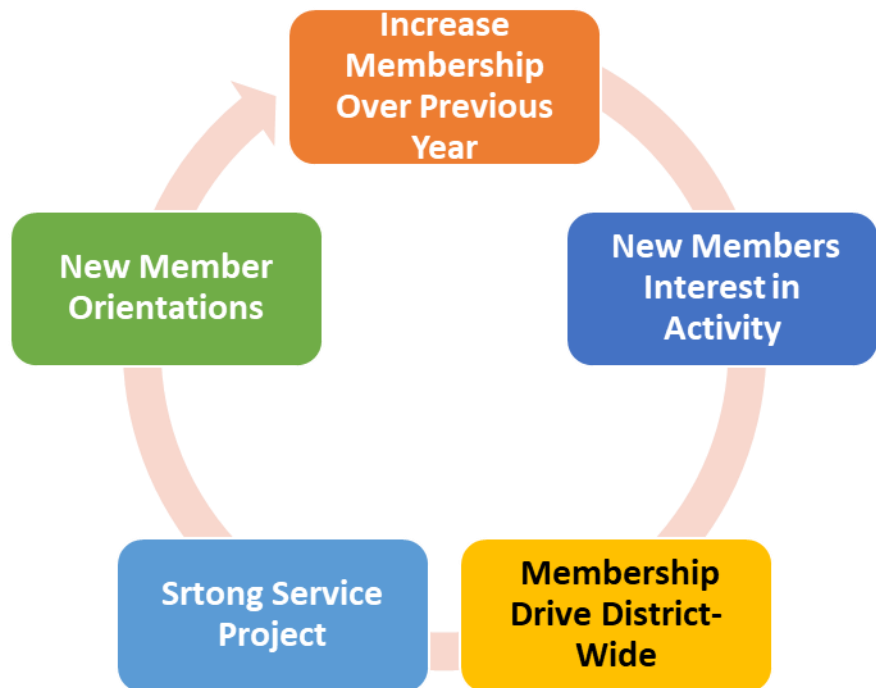 Increase
Membership
Over Previous
Year
New Members
Interest in
Activity
Membership
Drive District-
Wide
Srtong Service
Project
New Member
Orientations